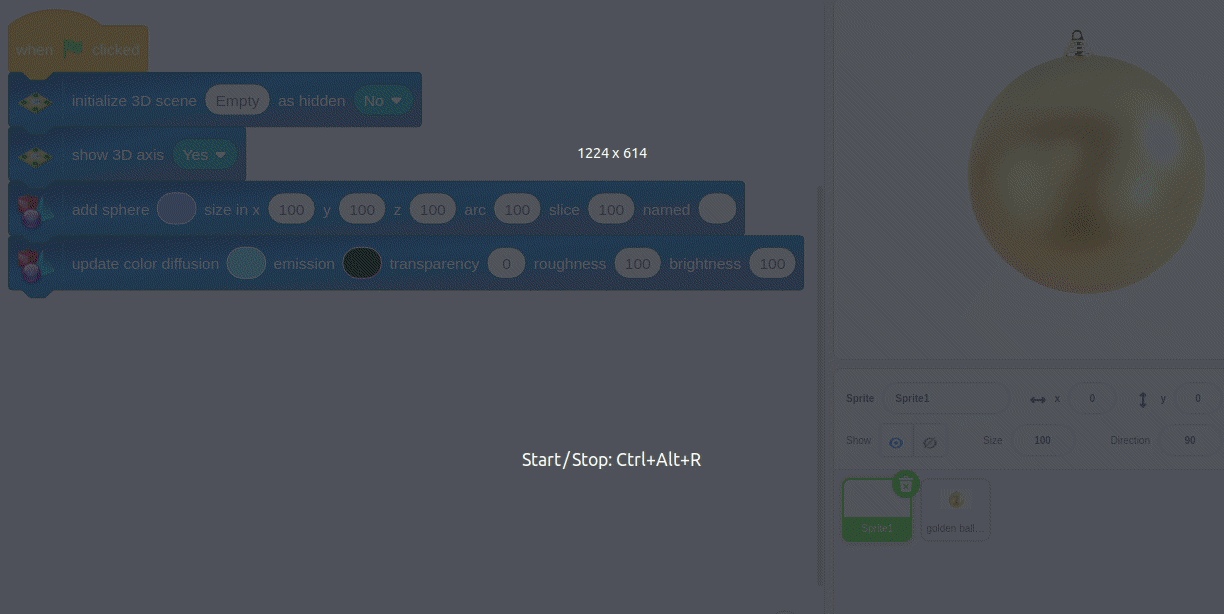 when clicked
initialize 3D scene Empty as hidden No
show 3D axis Yes
1224 x 614
add sphere size in x 100 y 100 z 100 arc 100 slice 100 named
update color diffusion emission transparency 0 roughness 100 brightness 100
Sprite Sprite1 x 0 y 0
Show Size 100 Direction 90
Start/Stop: Ctrl+Alt+R
Sprite1 golden ball...